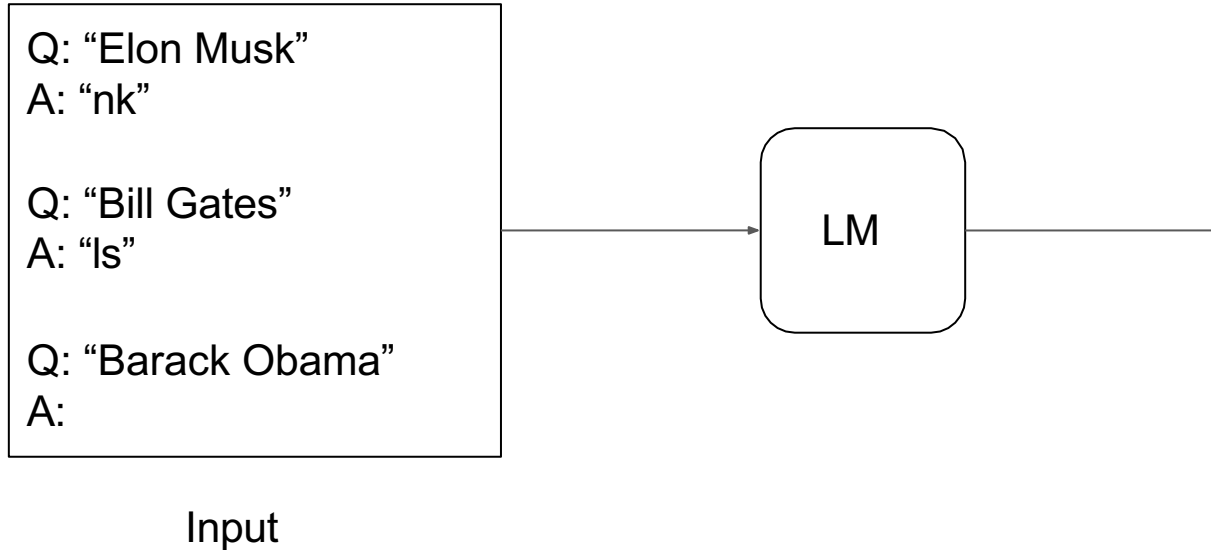 Q: “Elon Musk”
A: “nk”
Q: “Bill Gates”
A: “ls”
Q: “Barack Obama”
A:
LM
Input